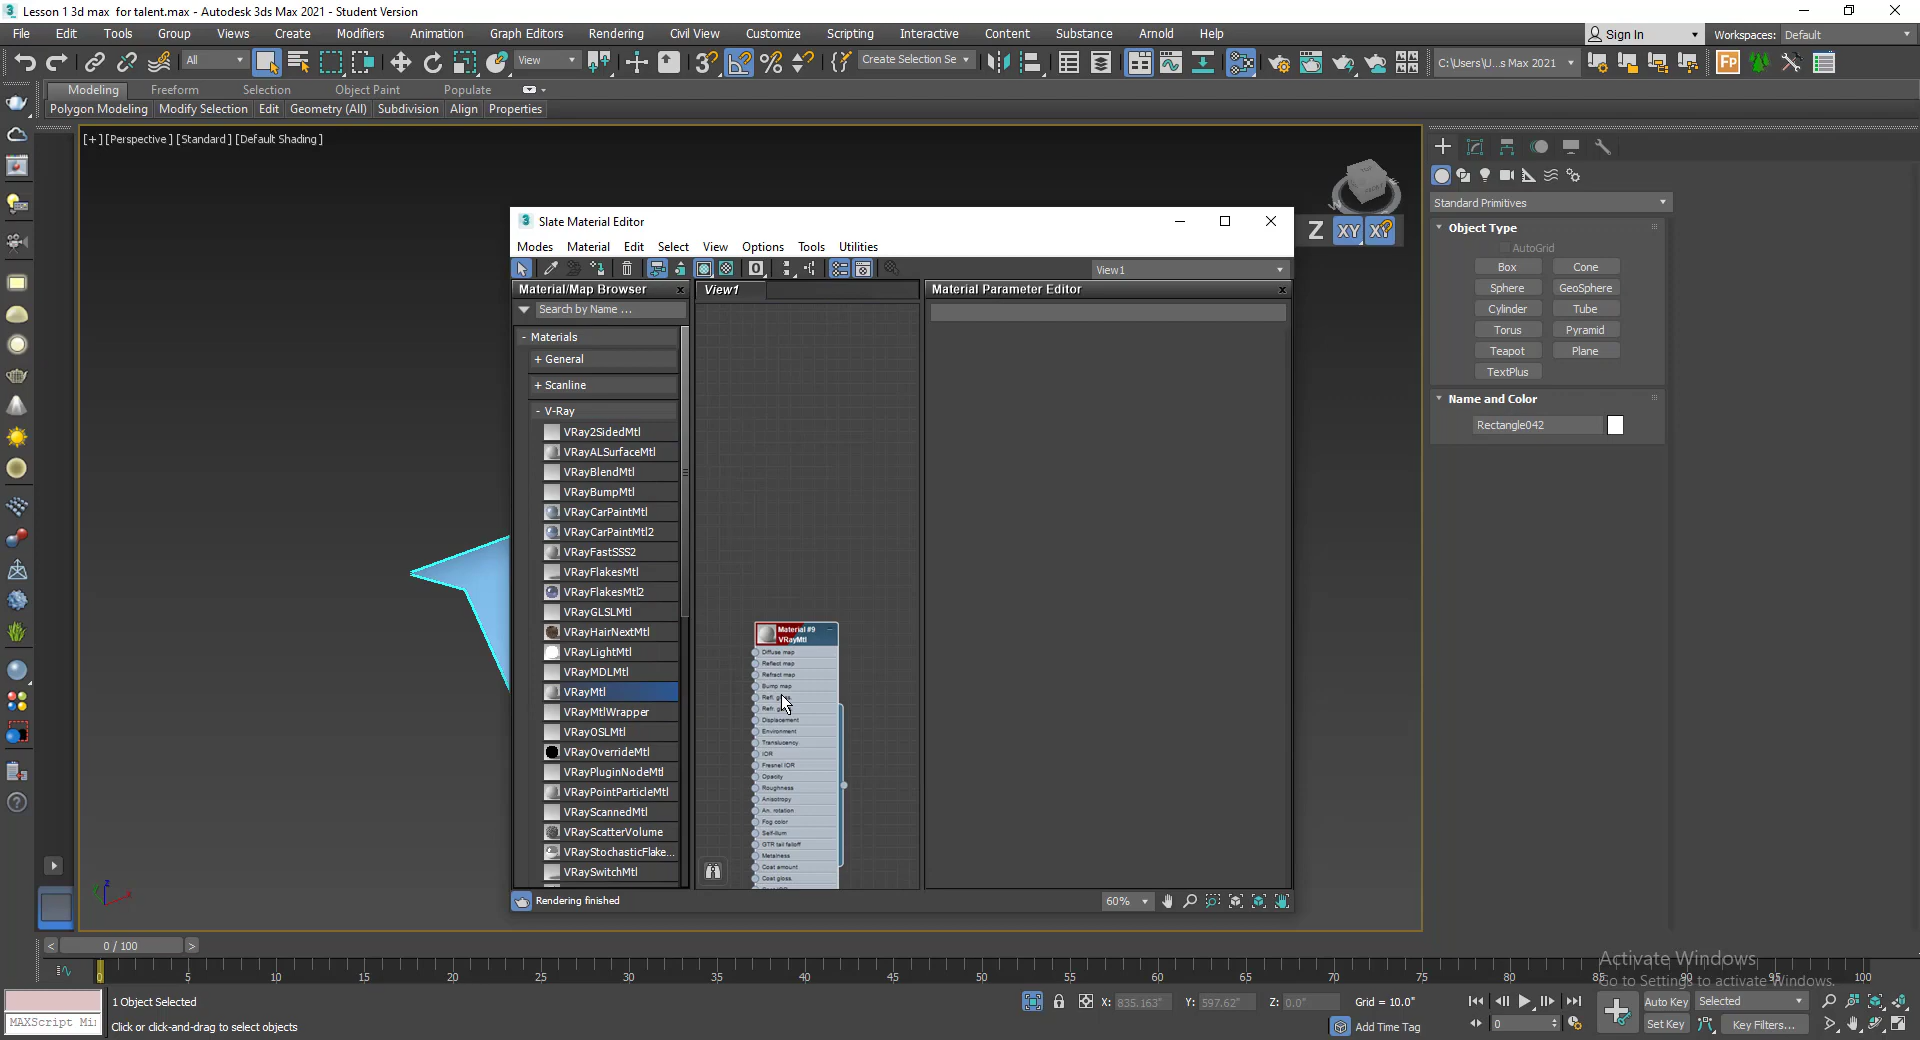 Lesson 1 3d max  for talent.max - Autodesk 3ds Max 2021 - Student Version
File Edit Tools Group Views Create Modifiers Animation Graph Editors Rendering Civil View Customize Scripting Interactive Content Substance Arnold Help
Sign In Workspaces: Default
All View Create Selection Se C:\Users\U...s Max 2021
Modeling Freeform Selection Object Paint Populate
Polygon Modeling Modify Selection Edit Geometry (All) Subdivision Align Properties
[+] [Perspective] [Standard] [Default Shading]
Standard Primitives
Object Type
AutoGrid
Box Cone
Sphere GeoSphere
Cylinder Tube
Torus Pyramid
Teapot Plane
TextPlus
Name and Color
Rectangle042
Z XY XY
Slate Material Editor
Modes Material Edit Select View Options Tools Utilities
View1
Material/Map Browser View1 Material Parameter Editor
Search by Name ...
- Materials
+ General
+ Scanline
- V-Ray
VRay2SidedMtl
VRayALSurfaceMtl
VRayBlendMtl
VRayBumpMtl
VRayCarPaintMtl
VRayCarPaintMtl2
VRayFastSSS2
VRayFlakesMtl
VRayFlakesMtl2
VRayGLSLMtl
VRayHairNextMtl
VRayLightMtl
VRayMDLMtl
VRayMtl
VRayMtlWrapper
VRayOSLMtl
VRayOverrideMtl
VRayPluginNodeMtl
VRayPointParticleMtl
VRayScannedMtl
VRayScatterVolume
VRayStochasticFlake...
VRaySwitchMtl
Material #9
VRayMtl
Diffuse map
Reflect map
Refract map
Bump map
Refl.
Refr.
Displacement
Environment
Translucency
IOR
Fresnel IOR
Opacity
Roughness
Anisotropy
An. rotation
Fog color
Self-illum
GTR tail falloff
Metalness
Coat amount
Coat gloss.
Rendering finished 60%
0 / 100
0 5 10 15 20 25 30 35 40 45 50 55 60 65 70 75 80 85 90 95 100
Activate Windows
Go to Settings to activate Windows.
1 Object Selected
X: 835.163" Y: 597.62" Z: 0.0" Grid = 10.0"
Auto Key Selected
MAXScript Mi
Click or click-and-drag to select objects
Add Time Tag
0
Set Key Key Filters...